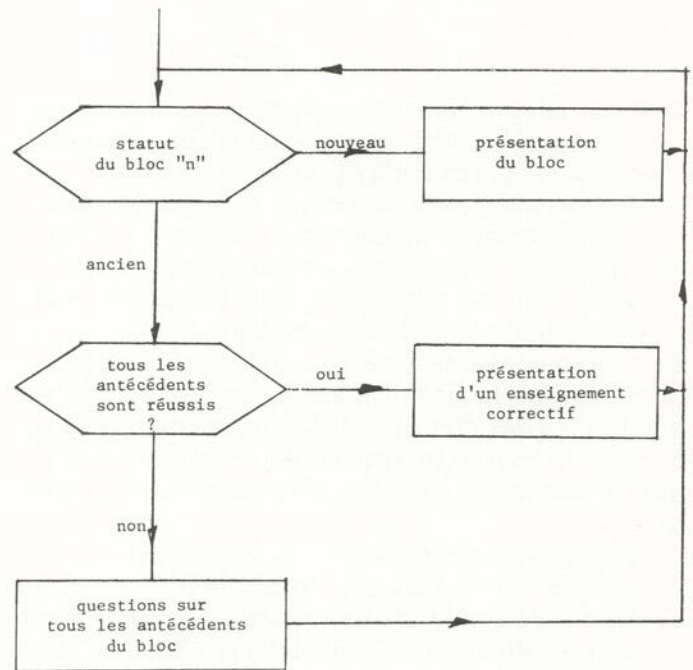 statut
du bloc "n"
nouveau
présentation
du bloc
ancien
tous les
antécédents
sont réussis
?
oui
présentation
d'un enseignement
correctif
non
questions sur
tous les antécédents
du bloc